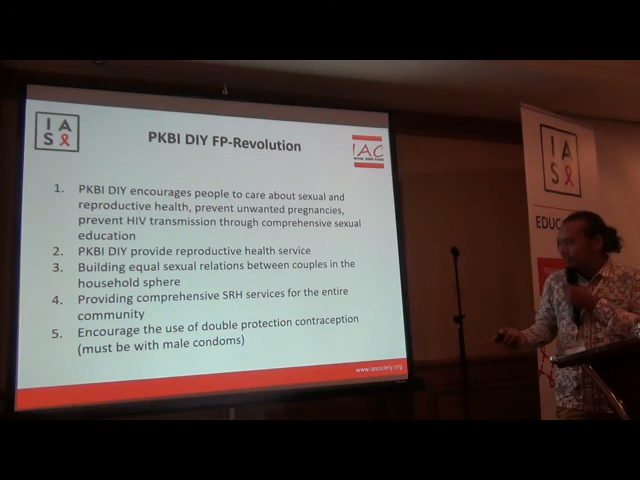 IAS
PKBI DIY FP-Revolution
IAC
1. PKBI DIY encourages people to care about sexual and
reproductive health, prevent unwanted pregnancies,
prevent HIV transmission through comprehensive sexual
education
2. PKBI DIY provide reproductive health service
3. Building equal sexual relations between couples in the
household sphere
4. Providing comprehensive SRH services for the entire
community
5. Encourage the use of double protection contraception
(must be with male condoms)
www.iasociety.org
IAS
EDUC